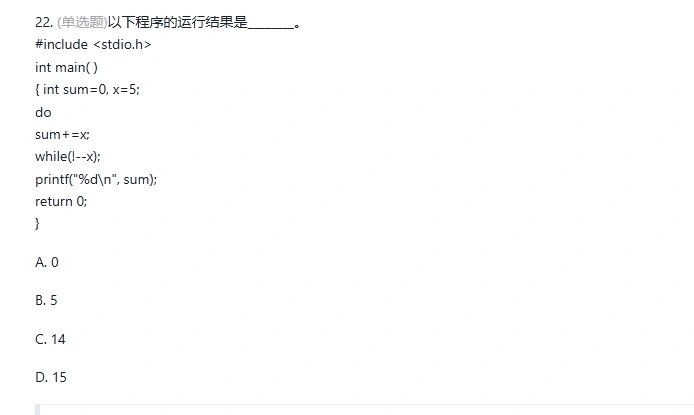 22. (单选题)以下程序的运行结果是_______。
#include <stdio.h>
int main( )
{ int sum=0, x=5;
do
sum+=x;
while(!--x);
printf("%d\n", sum);
return 0;
}
A. 0
B. 5
C. 14
D. 15